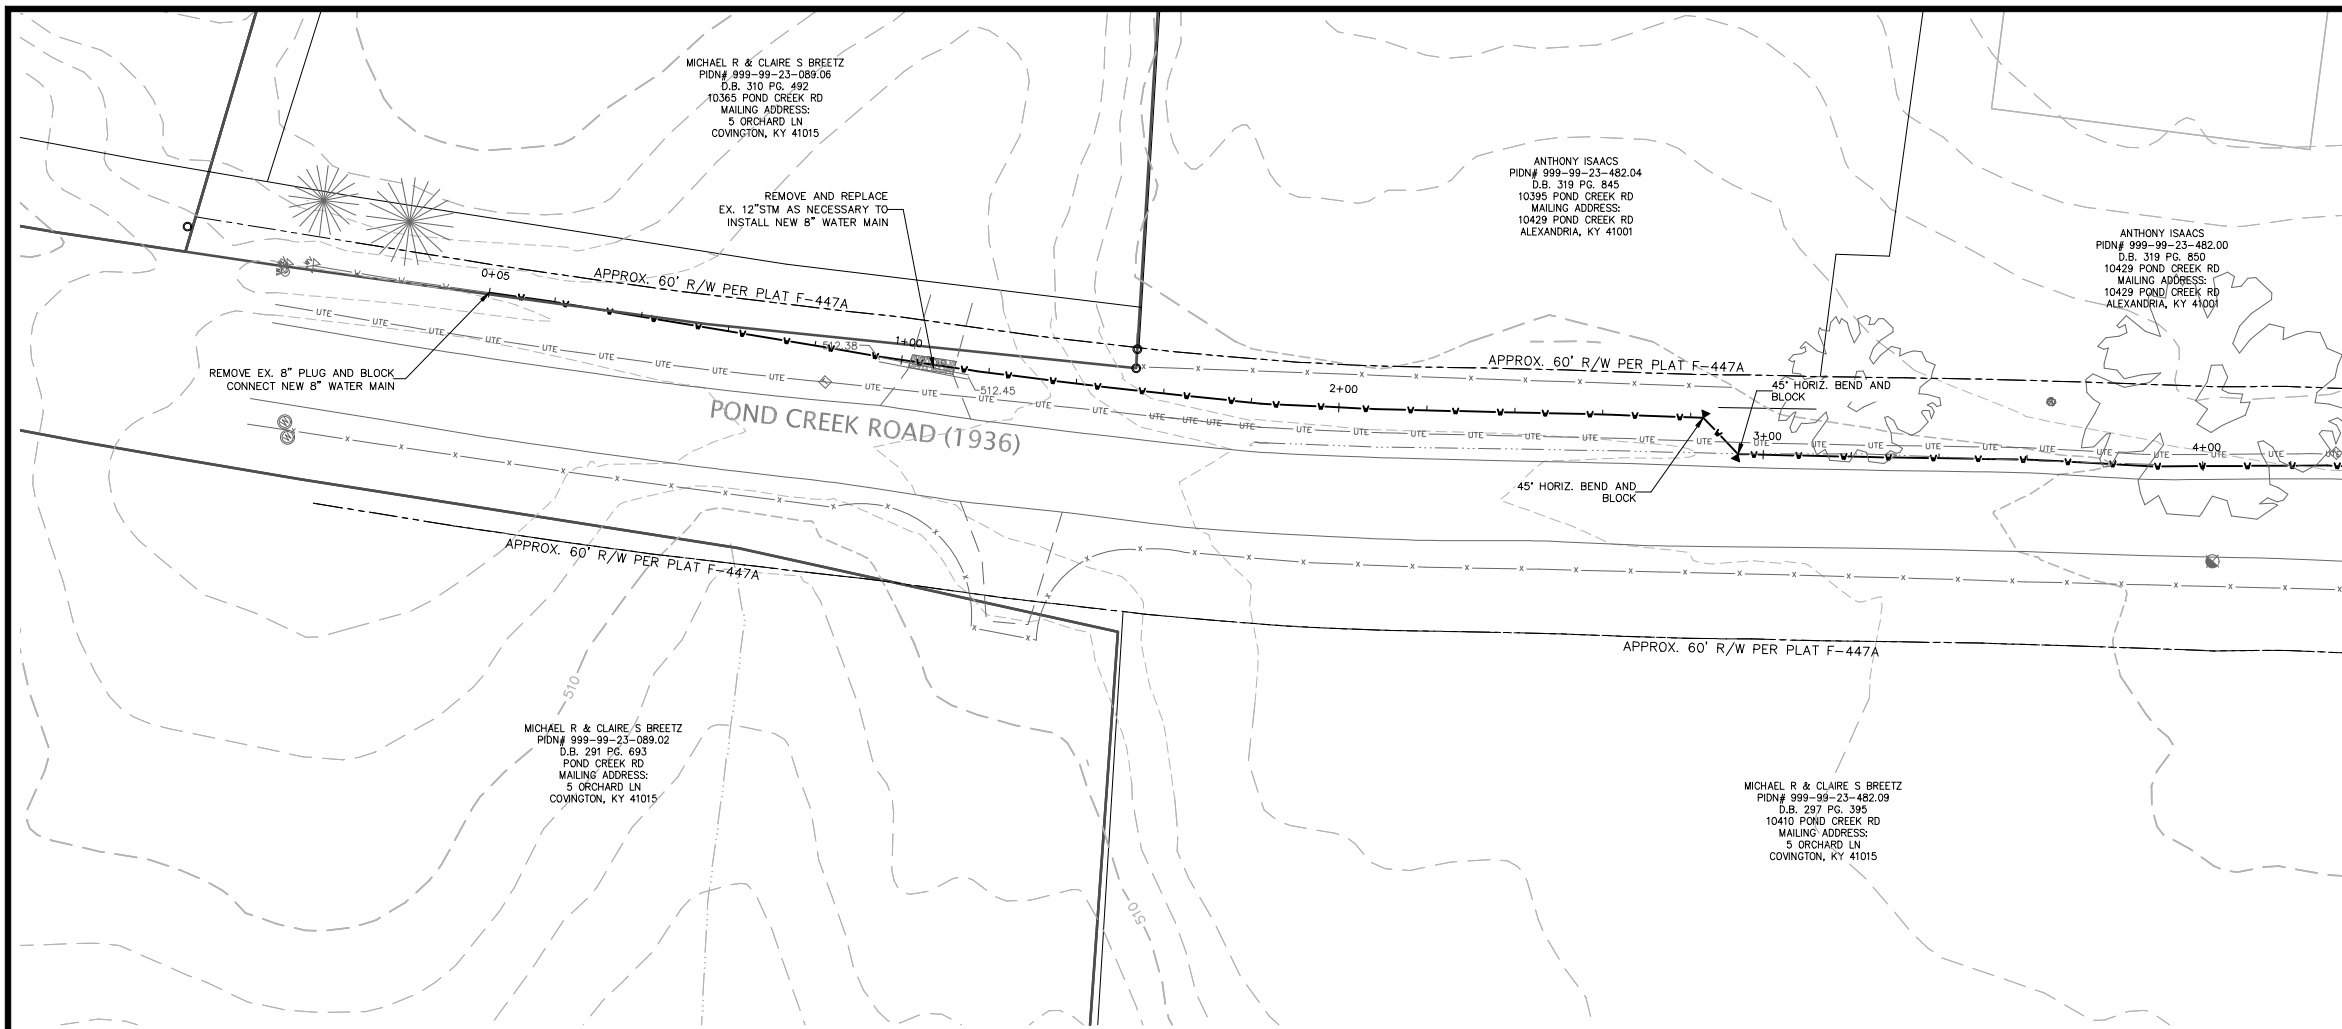 MICHAEL R & CLAIRE S BREETZ
PIDN# 999-99-23-089.06
D.B. 310 PG. 492
10365 POND CREEK RD
MAILING ADDRESS:
5 ORCHARD LN
COVINGTON, KY 41015
ANTHONY ISAACS
PIDN# 999-99-23-482.04
D.B. 319 PG. 845
10395 POND CREEK RD
MAILING ADDRESS:
10429 POND CREEK RD
ALEXANDRIA, KY 41001
ANTHONY ISAACS
PIDN# 999-99-23-482.00
D.B. 319 PG. 850
10429 POND CREEK RD
MAILING ADDRESS:
10429 POND CREEK RD
ALEXANDRIA, KY 41001
REMOVE AND REPLACE
EX. 12"STM AS NECESSARY TO
INSTALL NEW 8" WATER MAIN
0+05
APPROX. 60' R/W PER PLAT F-447A
1+00
512.38
512.45
REMOVE EX. 8" PLUG AND BLOCK
CONNECT NEW 8" WATER MAIN
POND CREEK ROAD (1936)
APPROX. 60' R/W PER PLAT F-447A
2+00
45° HORIZ. BEND AND
BLOCK
3+00
4+00
45° HORIZ. BEND AND
BLOCK
APPROX. 60' R/W PER PLAT F-447A
APPROX. 60' R/W PER PLAT F-447A
510
MICHAEL R & CLAIRE S BREETZ
PIDN# 999-99-23-089.02
D.B. 291 PG. 693
POND CREEK RD
MAILING ADDRESS:
5 ORCHARD LN
COVINGTON, KY 41015
MICHAEL R & CLAIRE S BREETZ
PIDN# 999-99-23-482.09
D.B. 297 PG. 395
10410 POND CREEK RD
MAILING ADDRESS:
5 ORCHARD LN
COVINGTON, KY 41015
510